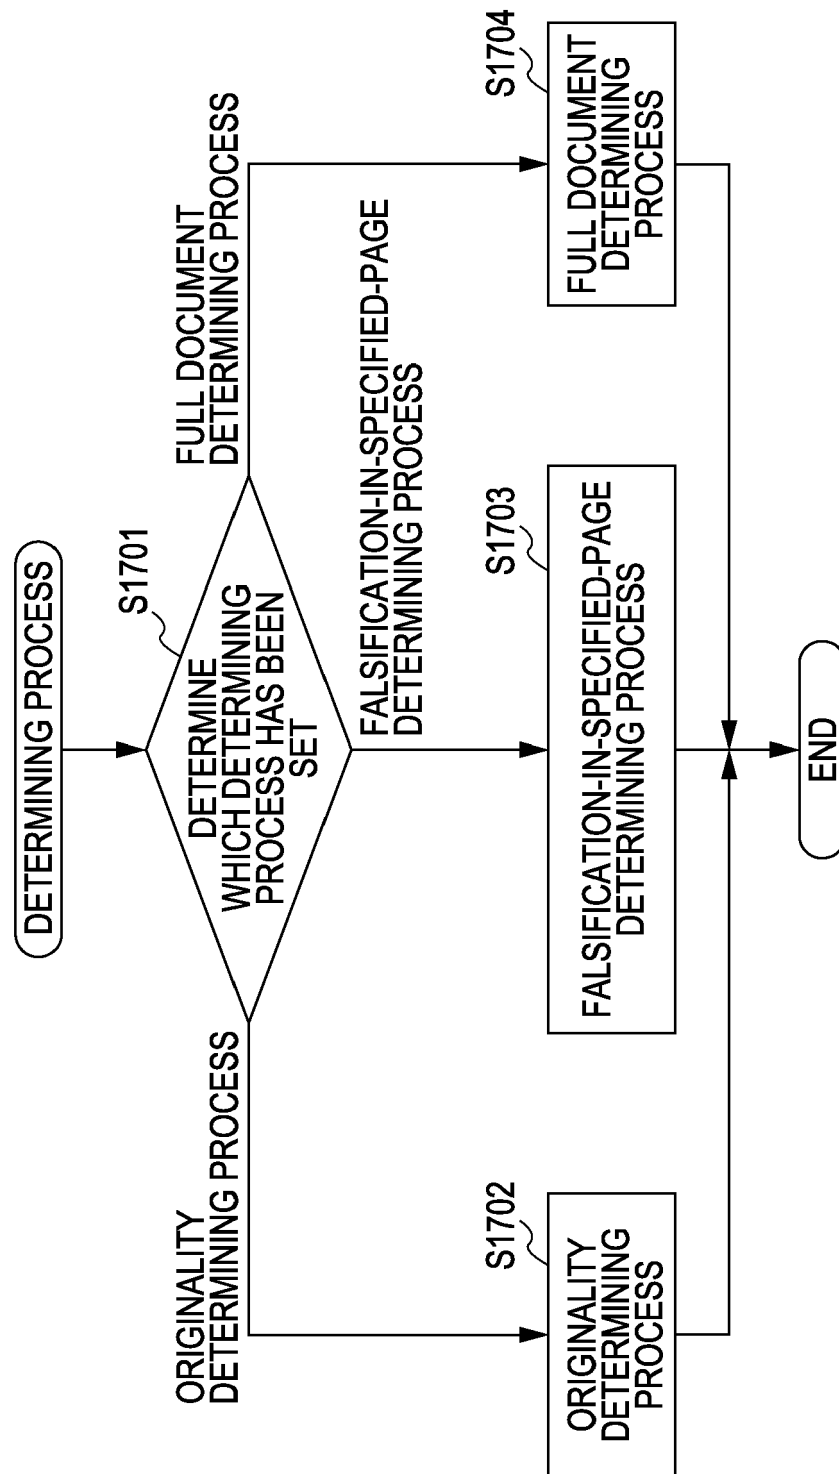 DETERMINING PROCESS
S1701
DETERMINE
WHICH DETERMINING
PROCESS HAS BEEN
SET
ORIGINALITY
DETERMINING PROCESS
FULL DOCUMENT
DETERMINING PROCESS
FALSIFICATION-IN-SPECIFIED-PAGE
DETERMINING PROCESS
S1702
ORIGINALITY
DETERMINING
PROCESS
S1703
FALSIFICATION-IN-SPECIFIED-PAGE
DETERMINING PROCESS
S1704
FULL DOCUMENT
DETERMINING
PROCESS
END